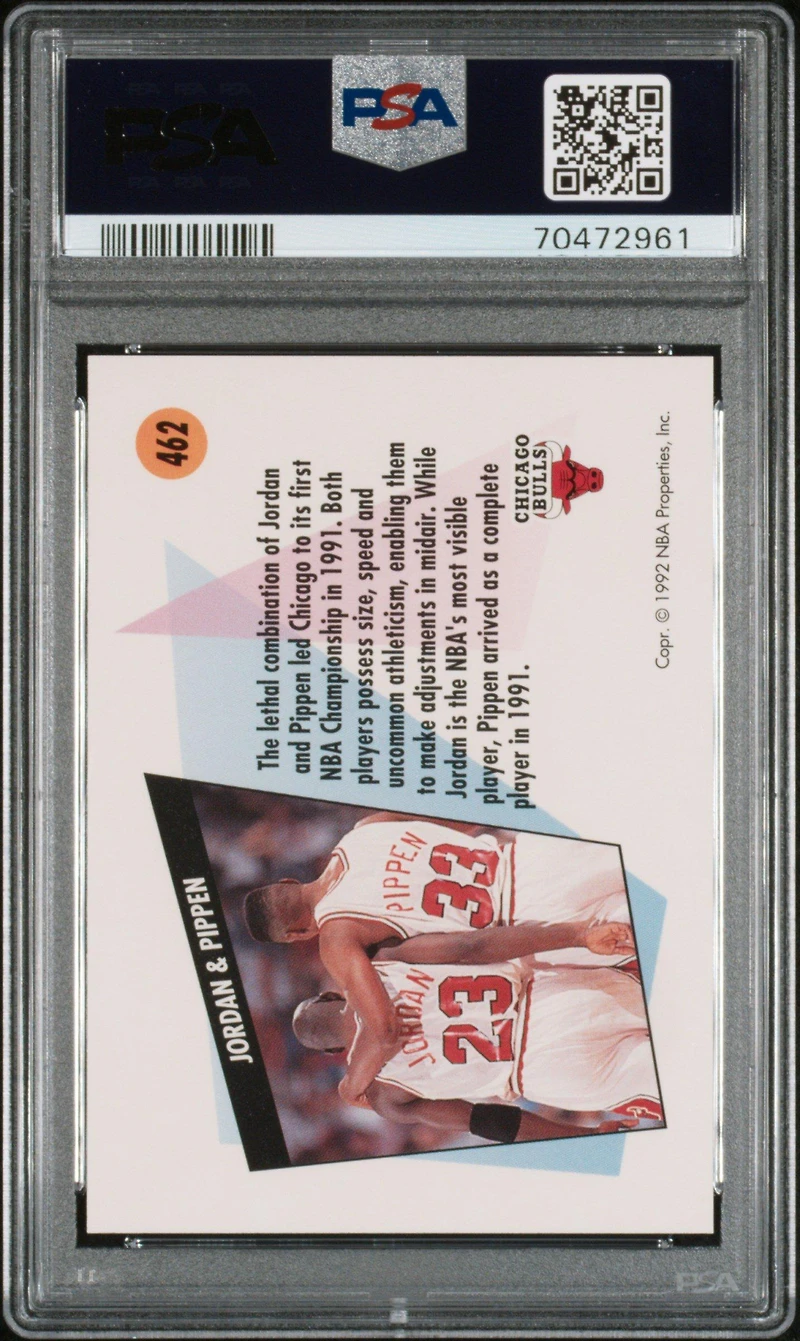 PSA
PSA
70472961
462
The lethal combination of Jordan
and Pippen led Chicago to its first
NBA Championship in 1991. Both
players possess size, speed and
uncommon athleticism, enabling them
to make adjustments in midair. While
Jordan is the NBA's most visible
player, Pippen arrived as a complete
player in 1991.
CHICAGO
BULLS
Copr. © 1992 NBA Properties, Inc.
JORDAN & PIPPEN
PIPPEN
33
JORDAN
23
PSA